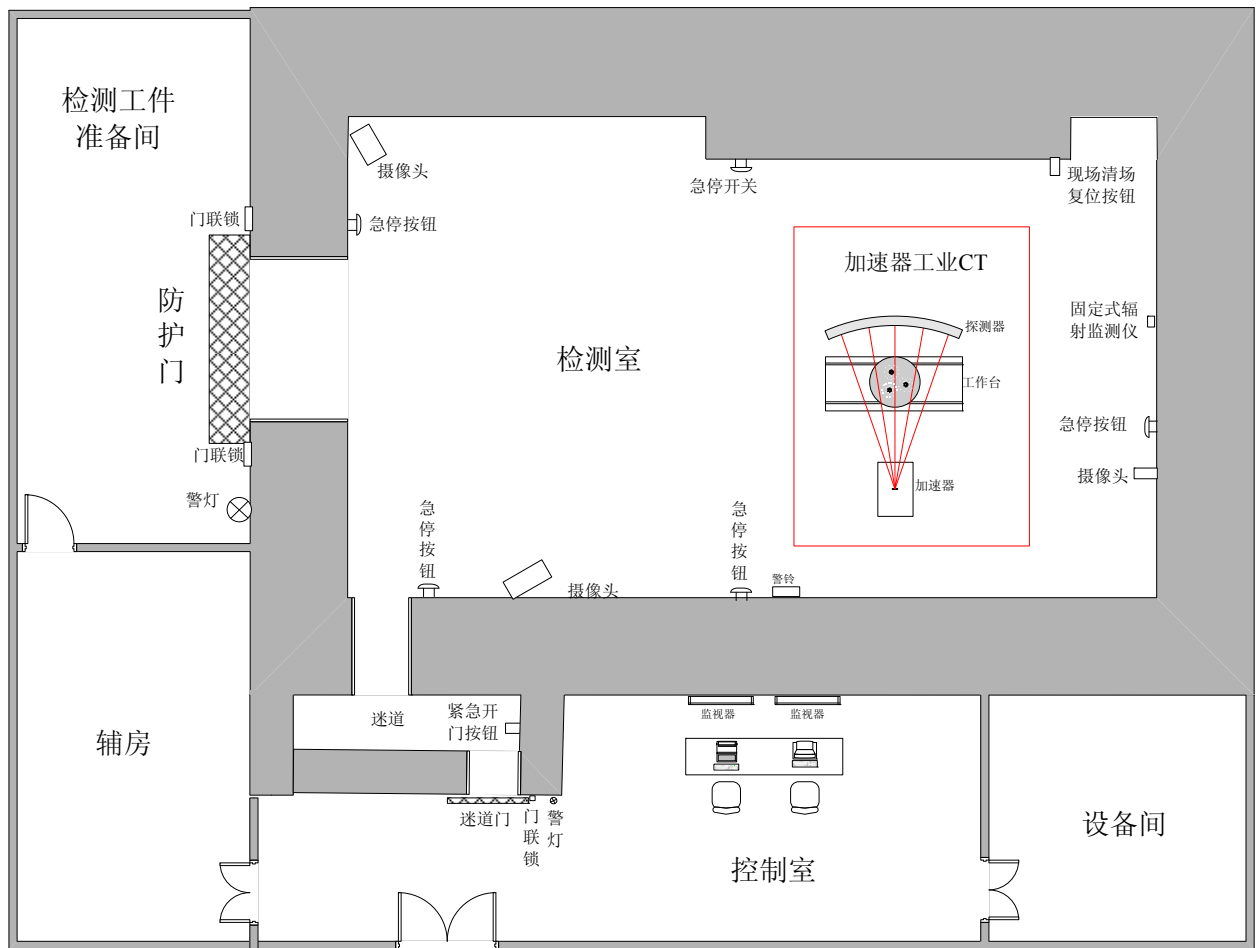 检测工件
准备间
摄像头
急停开关
现场清场
复位按钮
门联锁
急停按钮
加速器工业CT
防
护
门
固定式辐
射监测仪
探测器
检测室
工作台
急停按钮
门联锁
摄像头
加速器
警灯
急
停
按
钮
急
停
按
钮
警铃
摄像头
迷道
紧急开
门按钮
监视器
监视器
辅房
迷道门
门
联
锁
警
灯
设备间
控制室